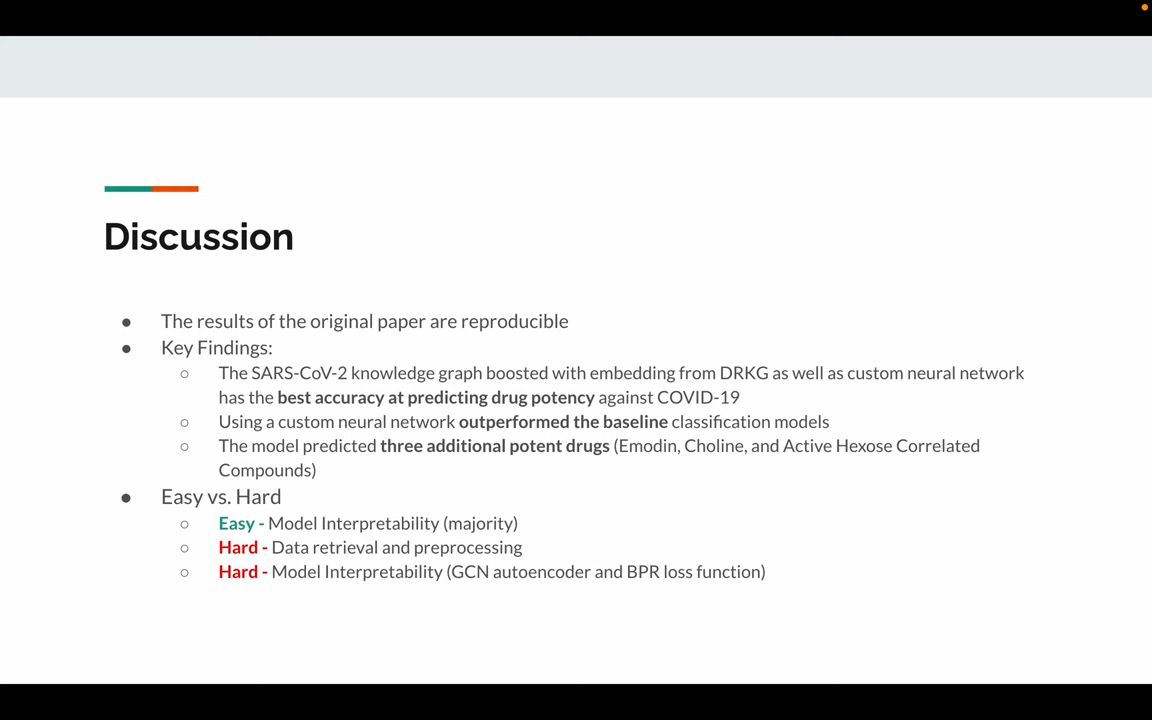 Discussion
● The results of the original paper are reproducible
● Key Findings:
○ The SARS-CoV-2 knowledge graph boosted with embedding from DRKG as well as custom neural network
has the best accuracy at predicting drug potency against COVID-19
○ Using a custom neural network outperformed the baseline classification models
○ The model predicted three additional potent drugs (Emodin, Choline, and Active Hexose Correlated
Compounds)
● Easy vs. Hard
○ Easy - Model Interpretability (majority)
○ Hard - Data retrieval and preprocessing
○ Hard - Model Interpretability (GCN autoencoder and BPR loss function)